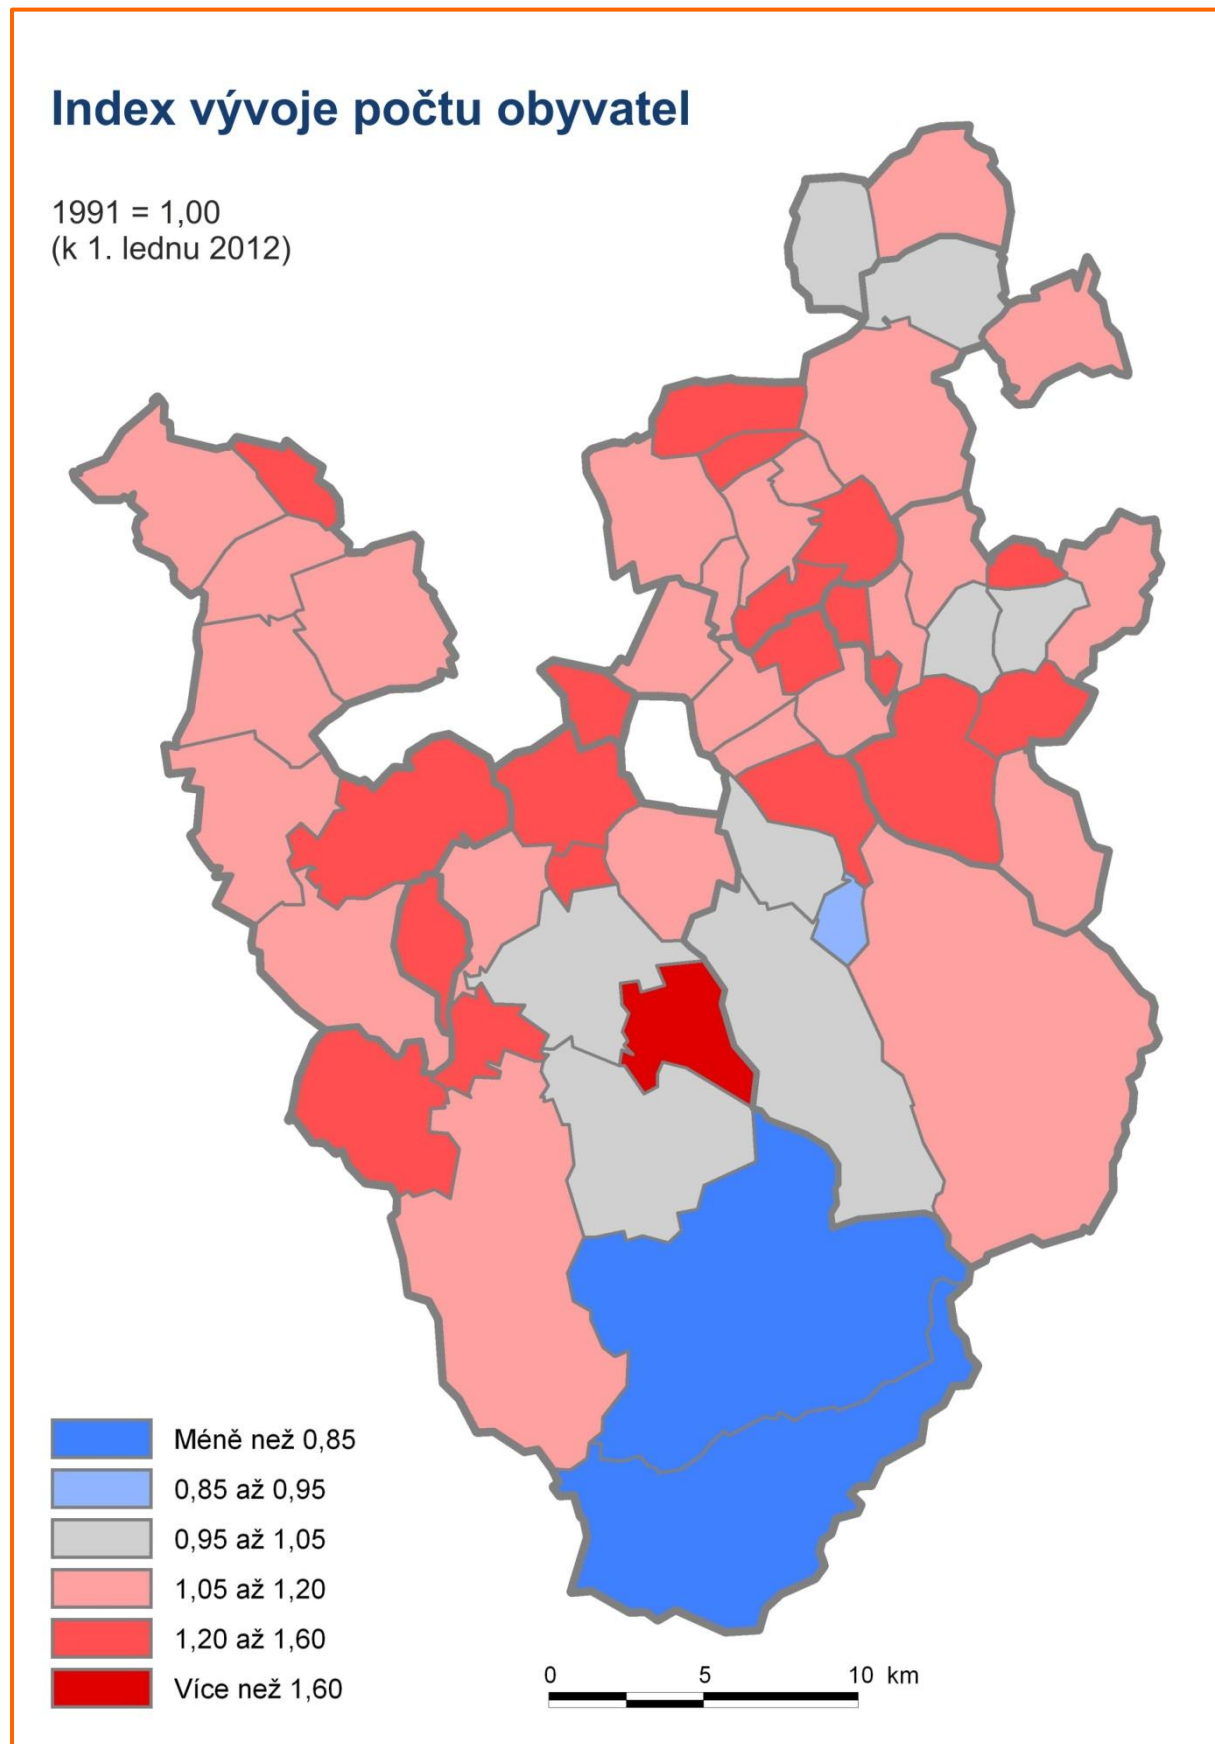 Index vývoje počtu obyvatel
1991 = 1,00
(k 1. lednu 2012)
Méně než 0,85
0,85 až 0,95
0,95 až 1,05
1,05 až 1,20
1,20 až 1,60
Více než 1,60
0 5 10 km